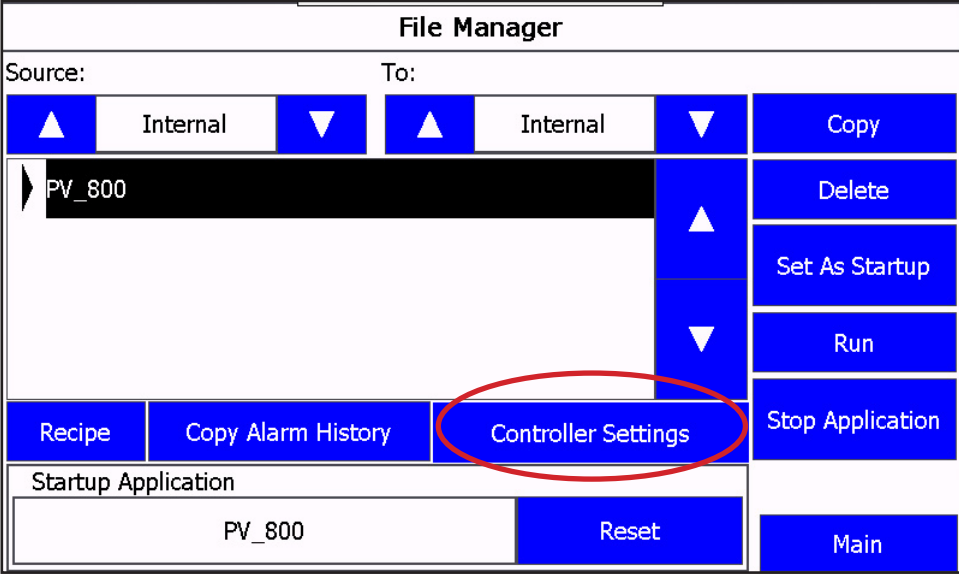 File Manager
Source: To:
Internal Internal Copy
PV_800 Delete
Set As Startup
Run
Recipe Copy Alarm History Controller Settings Stop Application
Startup Application
PV_800 Reset Main